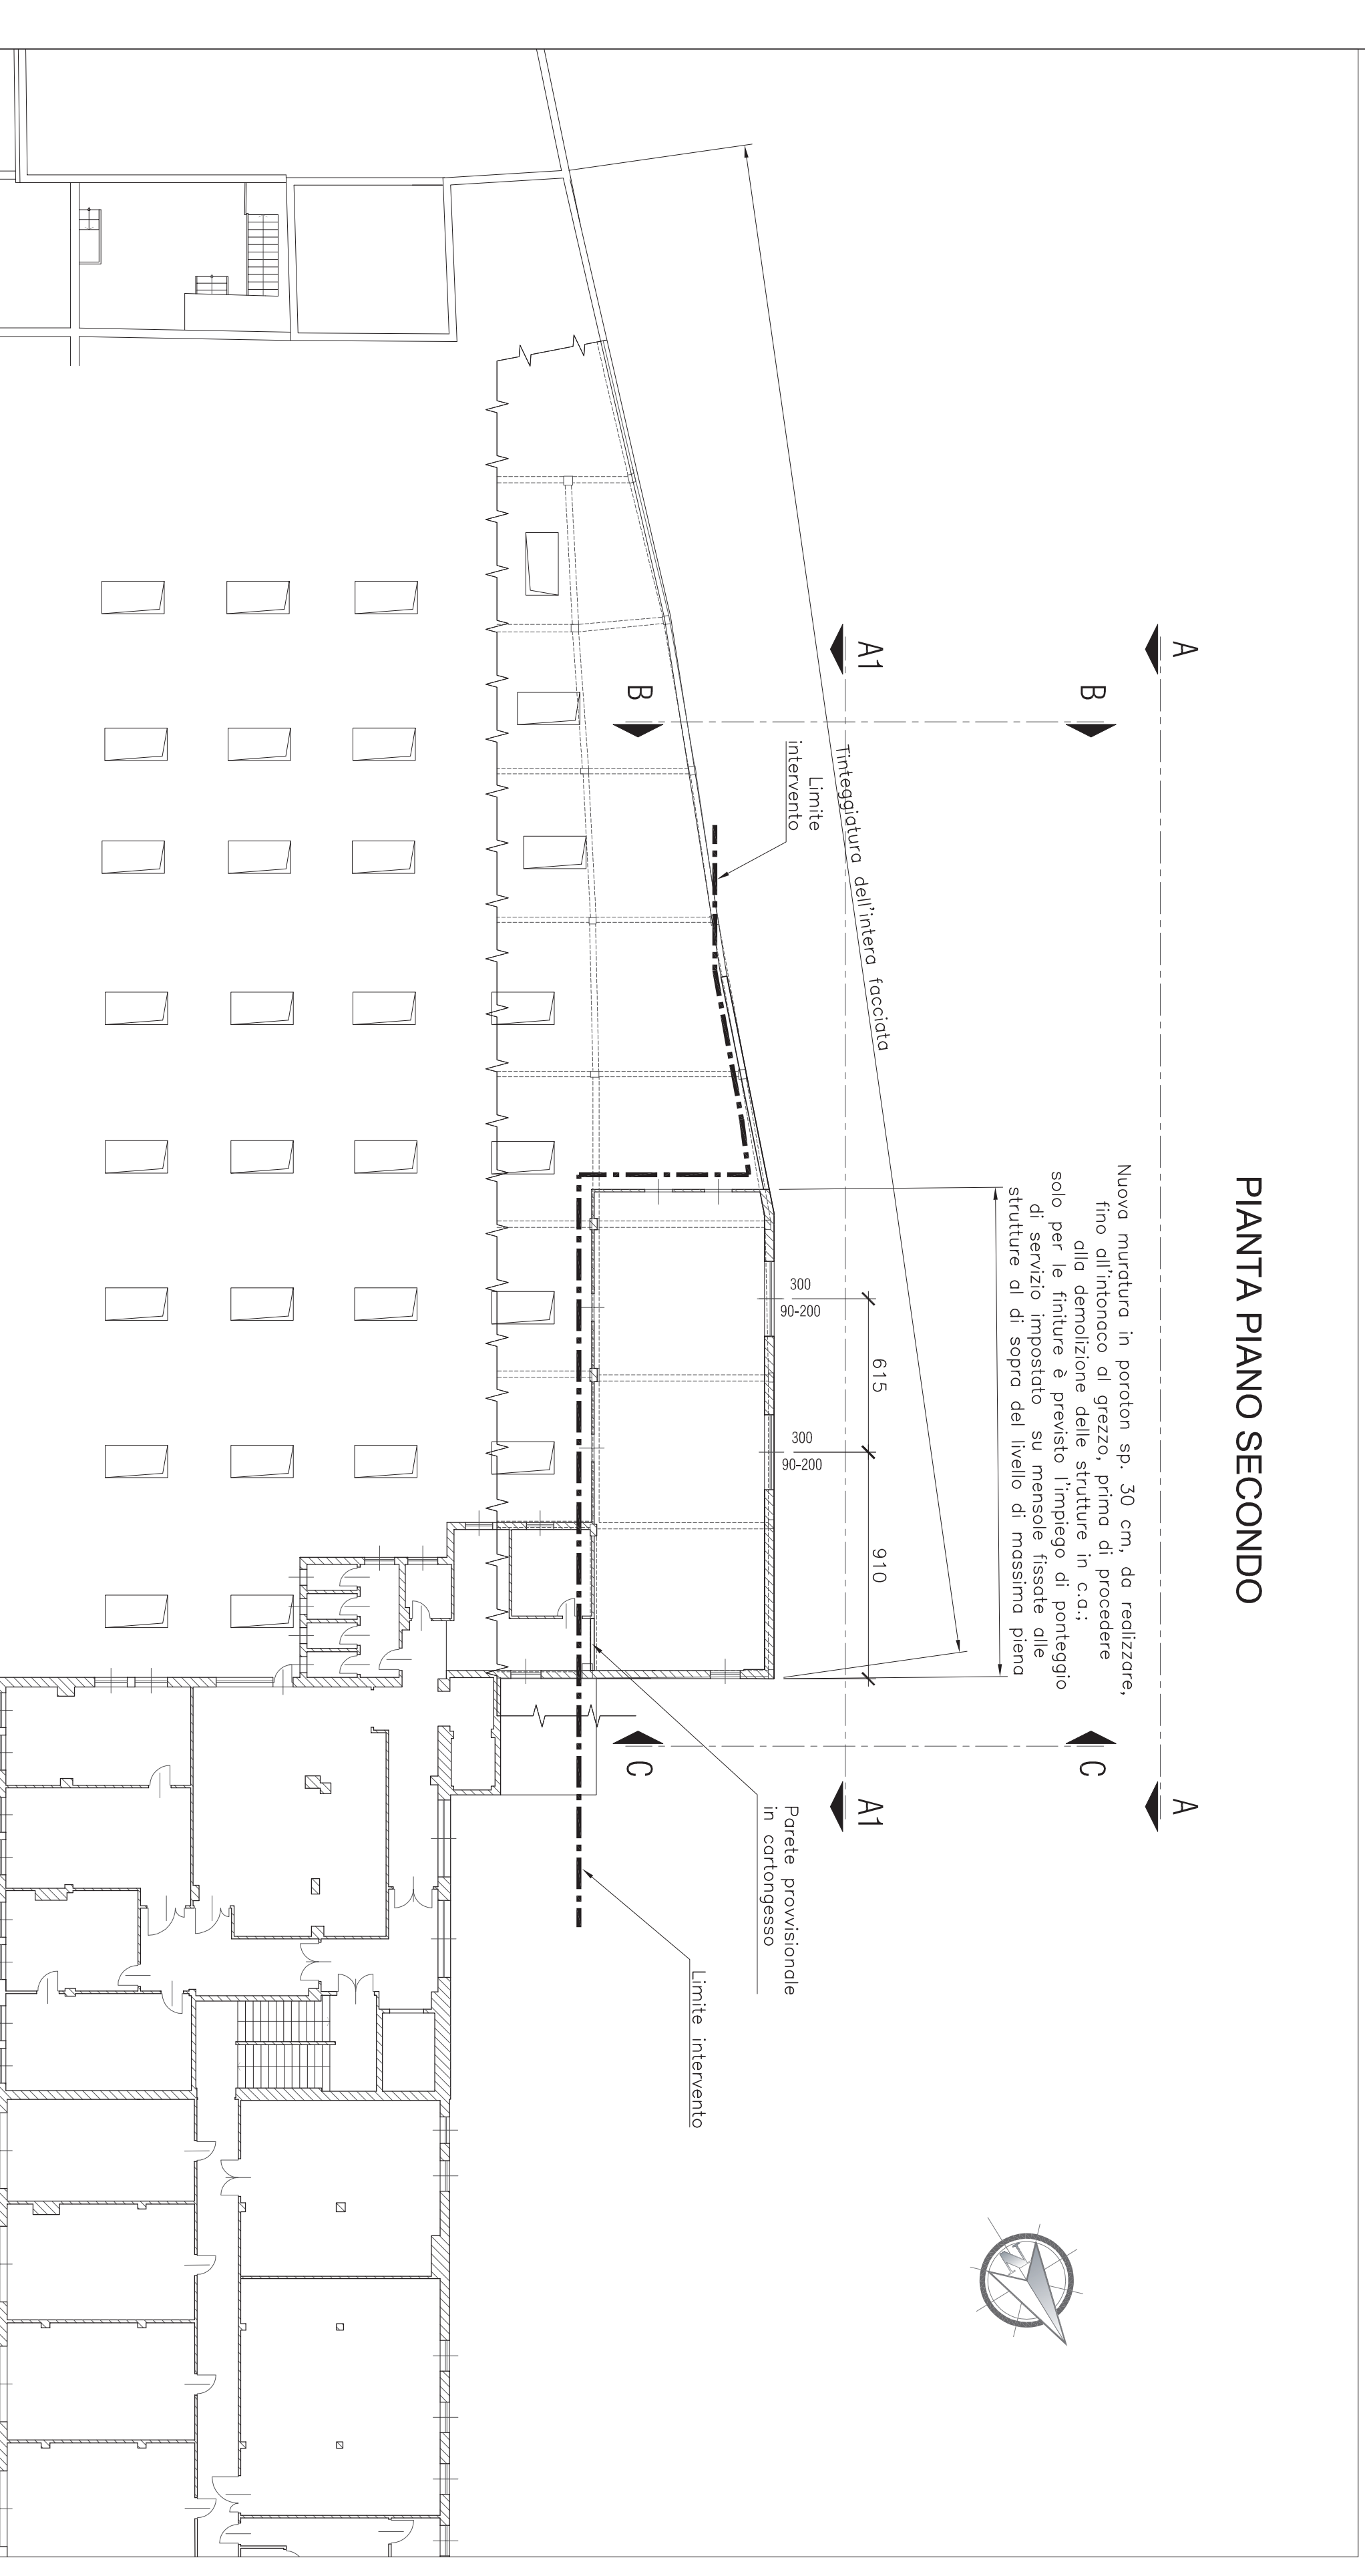 PIANTA PIANO SECONDO
A
A
B
C
Nuova muratura in poroton sp. 30 cm, da realizzare,
fino all'intonaco al grezzo, prima di procedere
alla demolizione delle strutture in c.a.;
solo per le finiture è previsto l'impiego di ponteggio
di servizio impostato su mensole fissate alle
strutture al di sopra del livello di massima piena
A1
A1
Tinteggiatura dell'intera facciata
615
910
300
90-200
300
90-200
Limite
intervento
Parete provvisionale
in cartongesso
Limite intervento
B
C
N